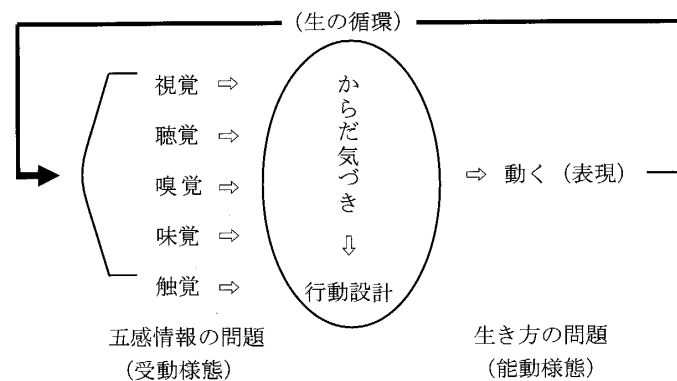 (生の循環)
視覚 ⇨
聴覚 ⇨
嗅覚 ⇨
味覚 ⇨
触覚 ⇨
からだ気づき
⇩
行動設計
⇨ 動く(表現)
五感情報の問題
(受動様態)
生き方の問題
(能動様態)